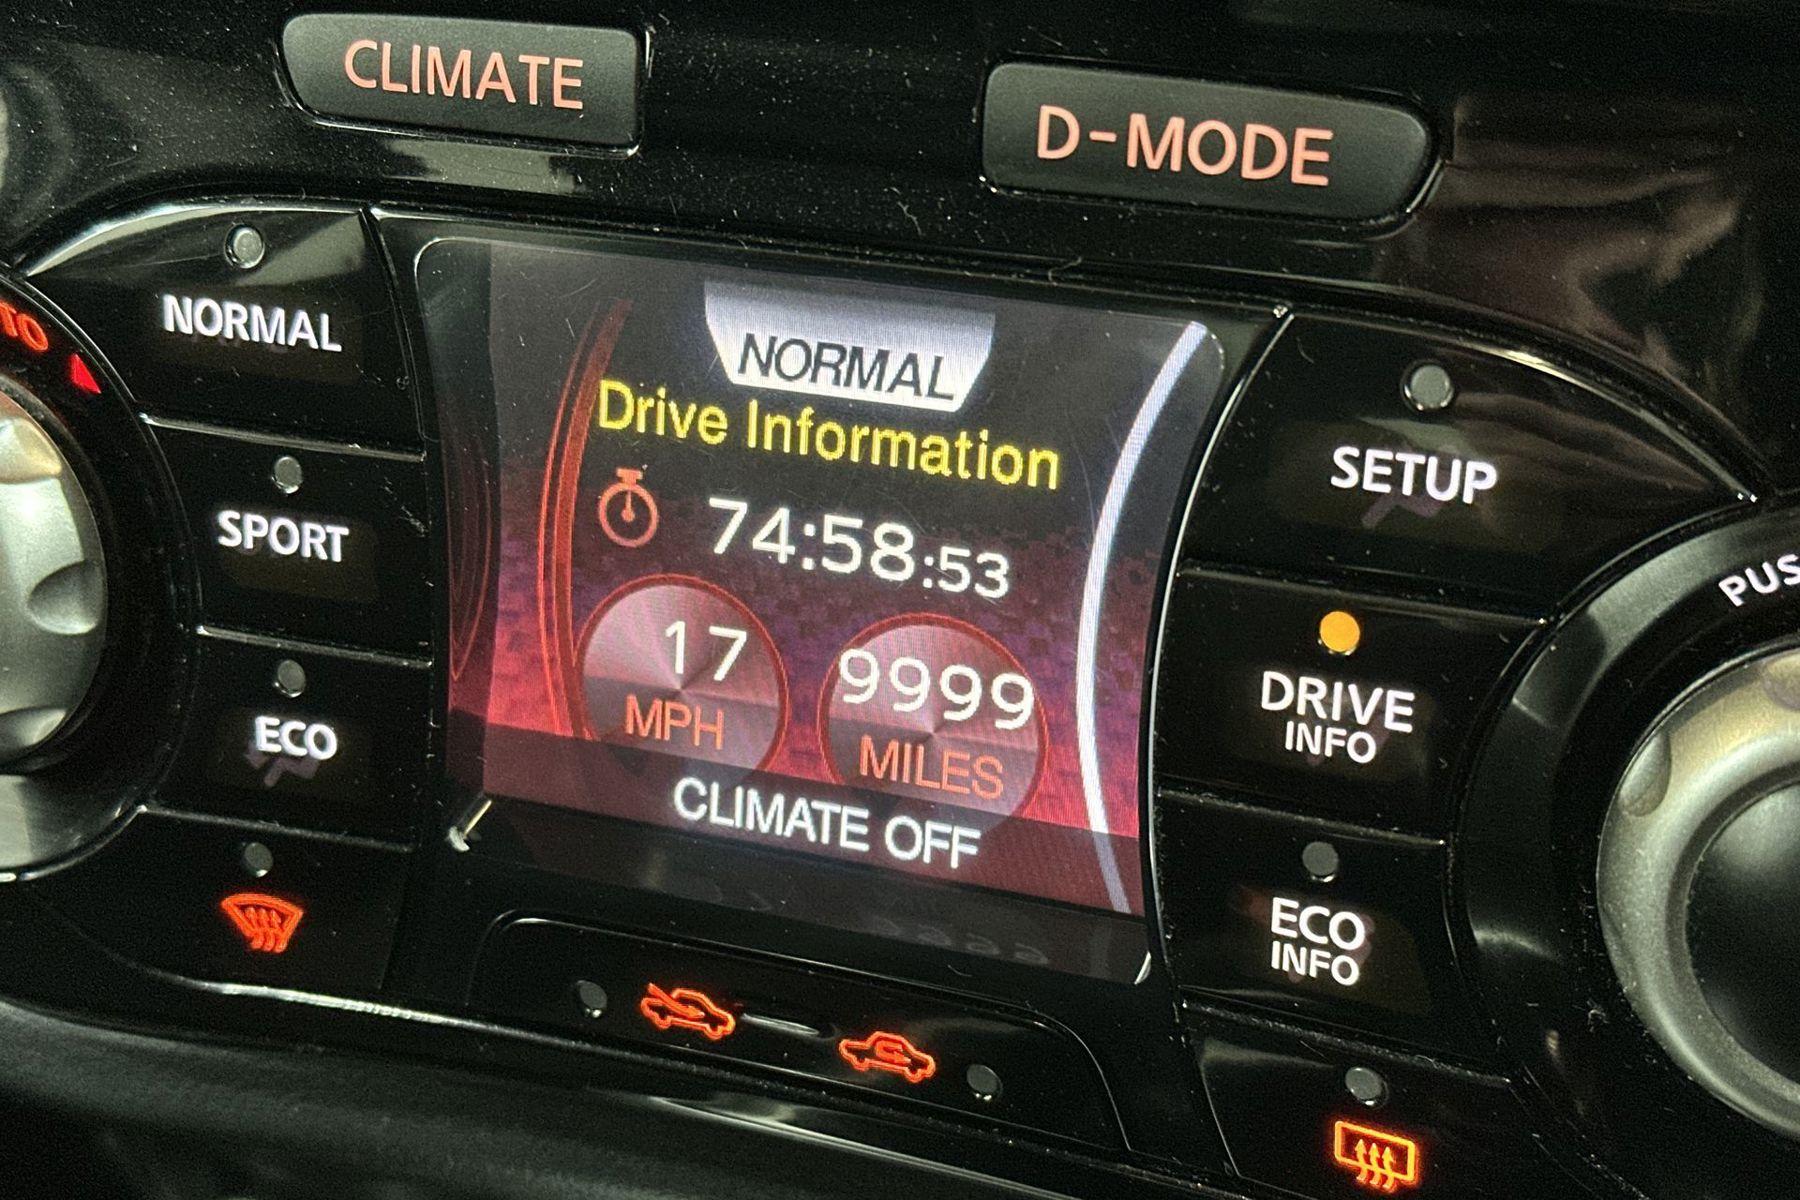 CLIMATE
D-MODE
NORMAL
SPORT
ECO
NORMAL
Drive Information
74:58:53
17
MPH
9999
MILES
CLIMATE OFF
SETUP
DRIVE
INFO
ECO
INFO